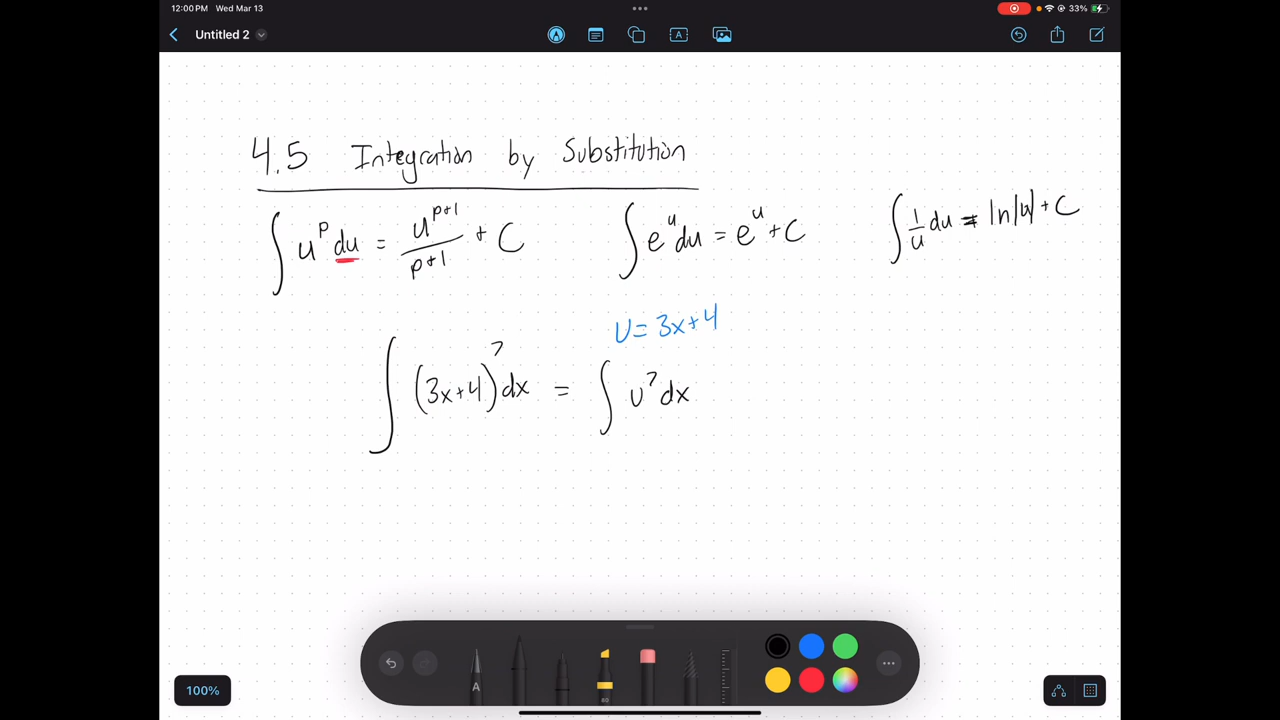 12:00 PM Wed Mar 13
33%
Untitled 2
4.5 Integration by Substitution
∫ u^p du = u^(p+1)/(p+1) + C
∫ e^u du = e^u + C
∫ 1/u du = ln|u| + C
U = 3x+4
∫ (3x+4)^7 dx = ∫ U^7 dx
A
80
100%